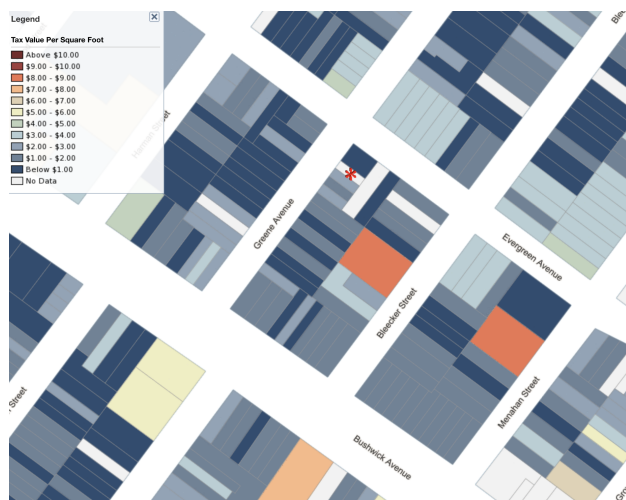 Legend
Tax Value Per Square Foot
Above $10.00
$9.00 - $10.00
$8.00 - $9.00
$7.00 - $8.00
$6.00 - $7.00
$5.00 - $6.00
$4.00 - $5.00
$3.00 - $4.00
$2.00 - $3.00
$1.00 - $2.00
Below $1.00
No Data
Greene Avenue
Evergreen Avenue
Bleecker Street
Menahan Street
Bushwick Avenue
Street
Blee
Gro